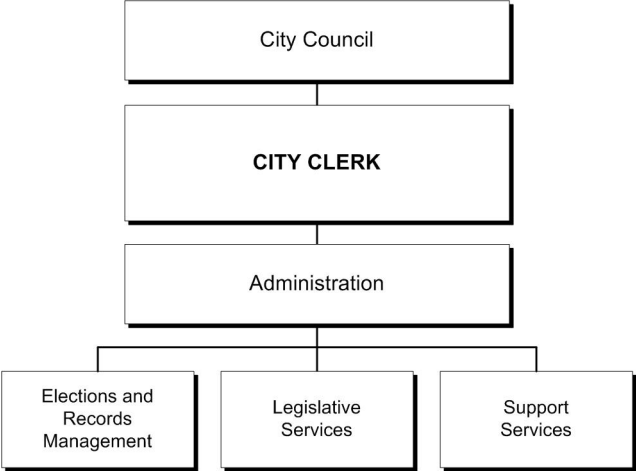 City Council
CITY CLERK
Administration
Elections and
Records
Management
Legislative
Services
Support
Services